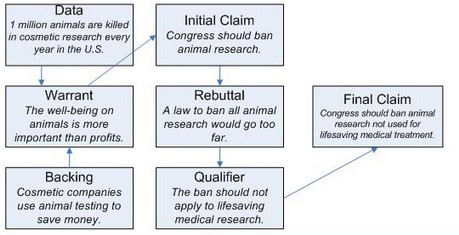 Data
1 million animals are killed
in cosmetic research every
year in the U.S.
Initial Claim
Congress should ban
animal research.
Warrant
The well-being on
animals is more
important than profits.
Rebuttal
A law to ban all animal
research would go too
far.
Final Claim
Congress should ban animal
research not used for
lifesaving medical treatment.
Backing
Cosmetic companies
use animal testing to
save money.
Qualifier
The ban should not
apply to lifesaving
medical research.